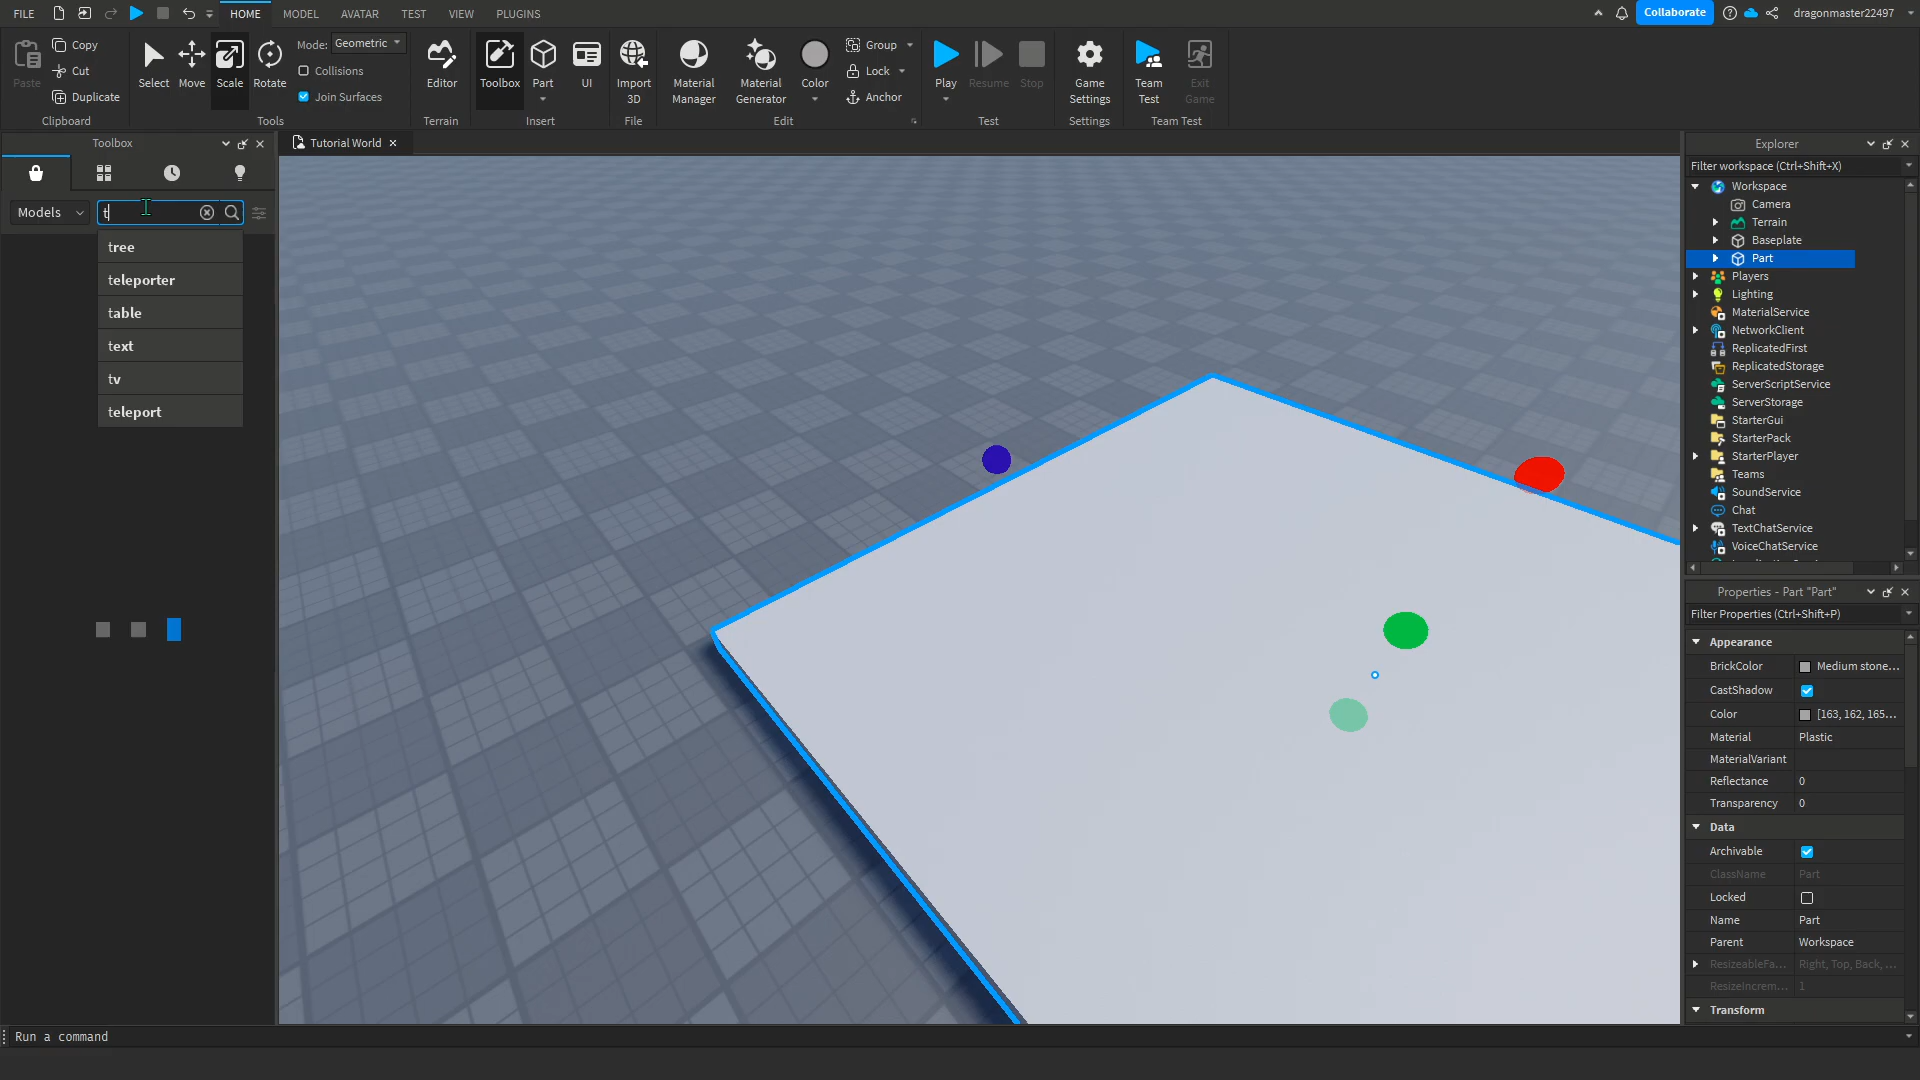 FILE
HOME
MODEL
AVATAR
TEST
VIEW
PLUGINS
Collaborate
dragonmaster22497
Paste
Copy
Cut
Duplicate
Clipboard
Select
Move
Scale
Rotate
Mode: Geometric
Collisions
Join Surfaces
Tools
Editor
Terrain
Toolbox
Part
UI
Insert
Import
3D
File
Material
Manager
Material
Generator
Color
Group
Lock
Anchor
Edit
Play
Resume
Stop
Test
Game
Settings
Settings
Team
Test
Exit
Game
Team Test
Toolbox
Models
t
tree
teleporter
table
text
tv
teleport
Tutorial World
Explorer
Filter workspace (Ctrl+Shift+X)
Workspace
Camera
Terrain
Baseplate
Part
Players
Lighting
MaterialService
NetworkClient
ReplicatedFirst
ReplicatedStorage
ServerScriptService
ServerStorage
StarterGui
StarterPack
StarterPlayer
Teams
SoundService
Chat
TextChatService
VoiceChatService
Properties - Part "Part"
Filter Properties (Ctrl+Shift+P)
Appearance
BrickColor Medium stone...
CastShadow
Color [163, 162, 165...
Material Plastic
MaterialVariant
Reflectance 0
Transparency 0
Data
Archivable
ClassName Part
Locked
Name Part
Parent Workspace
ResizeableFa... Right, Top, Back, ...
ResizeIncrem... 1
Transform
Run a command